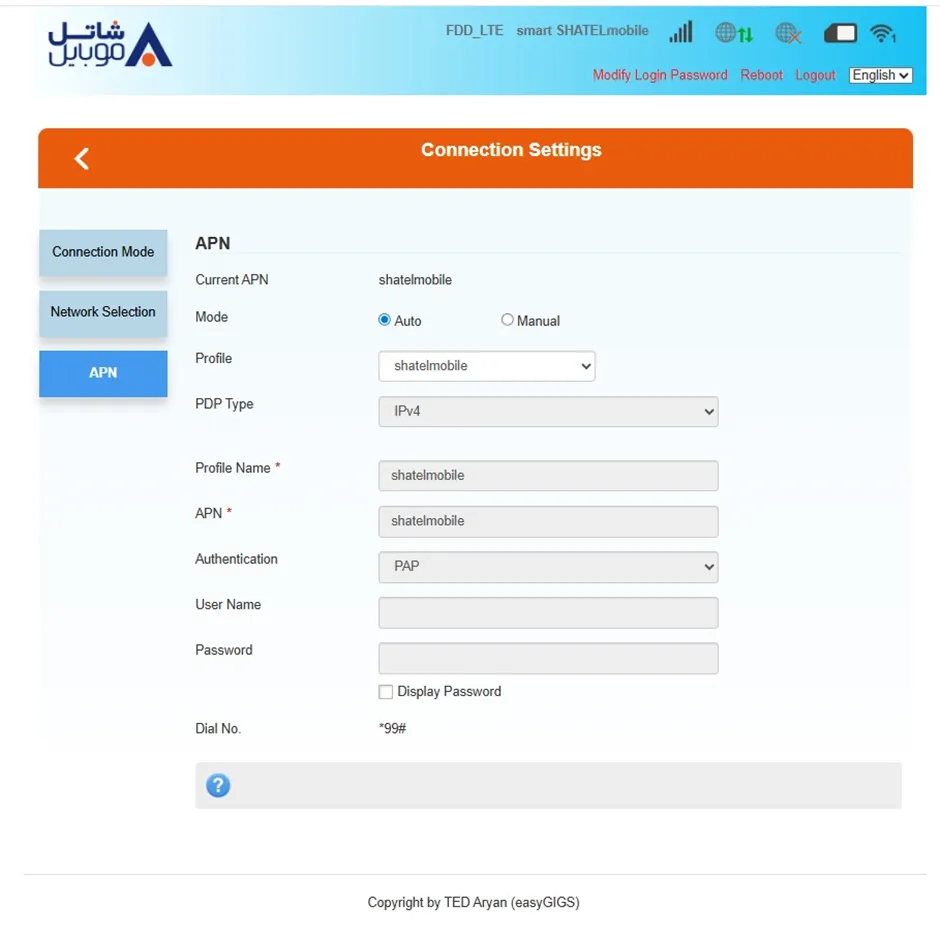 شاتل
موبایل
FDD_LTE smart SHATELmobile 1
Modify Login Password Reboot Logout English
Connection Settings
Connection Mode
Network Selection
APN
APN
Current APN shatelmobile
Mode Auto Manual
Profile shatelmobile
PDP Type IPv4
Profile Name * shatelmobile
APN * shatelmobile
Authentication PAP
User Name
Password
Display Password
Dial No. *99#
?
Copyright by TED Aryan (easyGIGS)